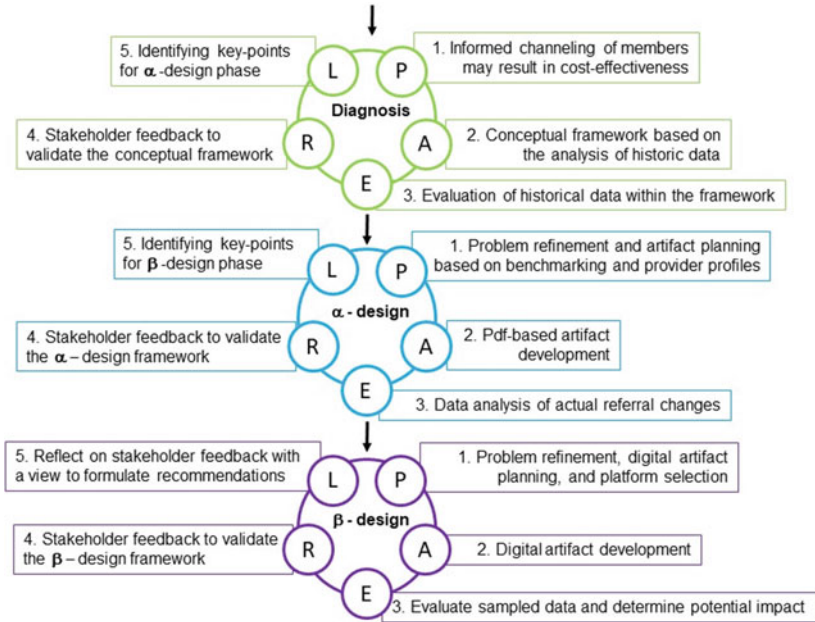 5. Identifying key-points
for α-design phase
1. Informed channeling of members
may result in cost-effectiveness
L
P
Diagnosis
4. Stakeholder feedback to
validate the conceptual framework
R
A
2. Conceptual framework based on
the analysis of historic data
E
3. Evaluation of historical data within the framework
5. Identifying key-points
for β-design phase
1. Problem refinement and artifact planning
based on benchmarking and provider profiles
L
P
α - design
4. Stakeholder feedback to validate
the α – design framework
R
A
2. Pdf-based artifact
development
E
3. Data analysis of actual referral changes
5. Reflect on stakeholder feedback with
a view to formulate recommendations
1. Problem refinement, digital artifact
planning, and platform selection
L
P
β - design
4. Stakeholder feedback to validate
the β – design framework
R
A
2. Digital artifact development
E
3. Evaluate sampled data and determine potential impact